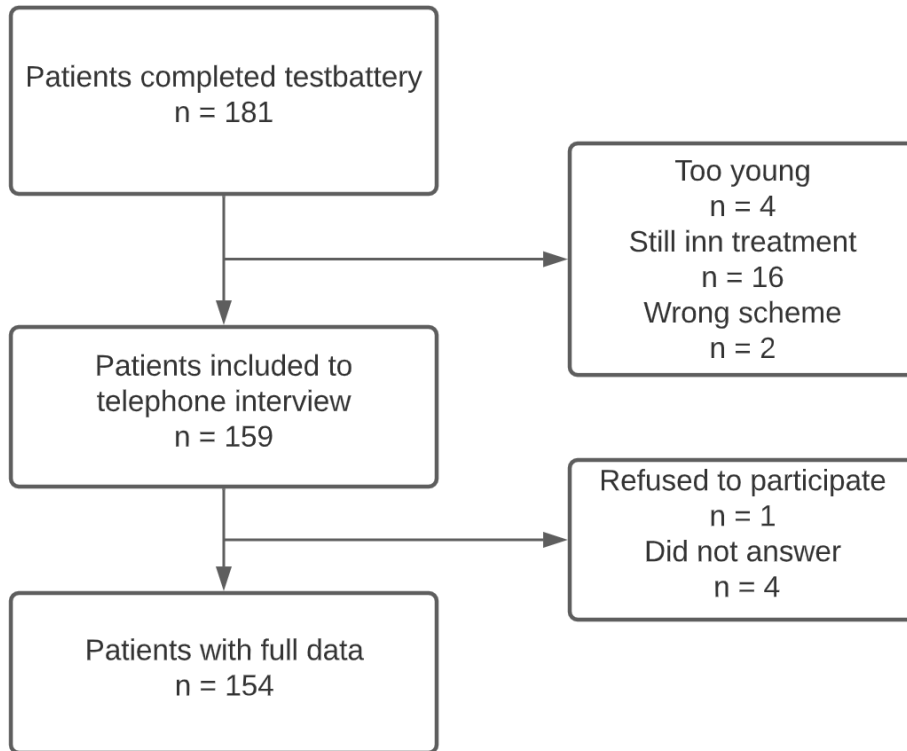 Patients completed testbattery
n = 181
Too young
n = 4
Still inn treatment
n = 16
Wrong scheme
n = 2
Patients included to
telephone interview
n = 159
Refused to participate
n = 1
Did not answer
n = 4
Patients with full data
n = 154